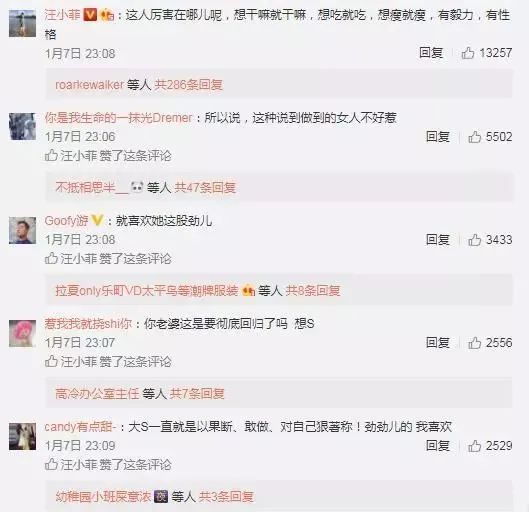 汪小菲：这人厉害在哪儿呢，想干嘛就干嘛，想吃就吃，想瘦就瘦，有毅力，有性
格
1月7日 23:08 回复 13257
roarkewalker 等人 共286条回复
你是我生命的一抹光Dremer：所以说，这种说到做到的女人不好惹
1月7日 23:06 回复 5502
汪小菲 赞了这条评论
不抵相思半__ 等人 共47条回复
Goofy游：就喜欢她这股劲儿
1月7日 23:08 回复 3433
汪小菲 赞了这条评论
拉夏only乐町VD太平鸟等潮牌服装 等人 共8条回复
惹我我就挠shi你：你老婆这是要彻底回归了吗 想S
1月7日 23:07 回复 2556
汪小菲 赞了这条评论
高冷办公室主任 等人 共7条回复
candy有点甜-：大S一直就是以果断、敢做、对自己狠著称！劲劲儿的 我喜欢
1月7日 23:09 回复 2529
汪小菲 赞了这条评论
幼稚园小班屎意浓 等人 共3条回复